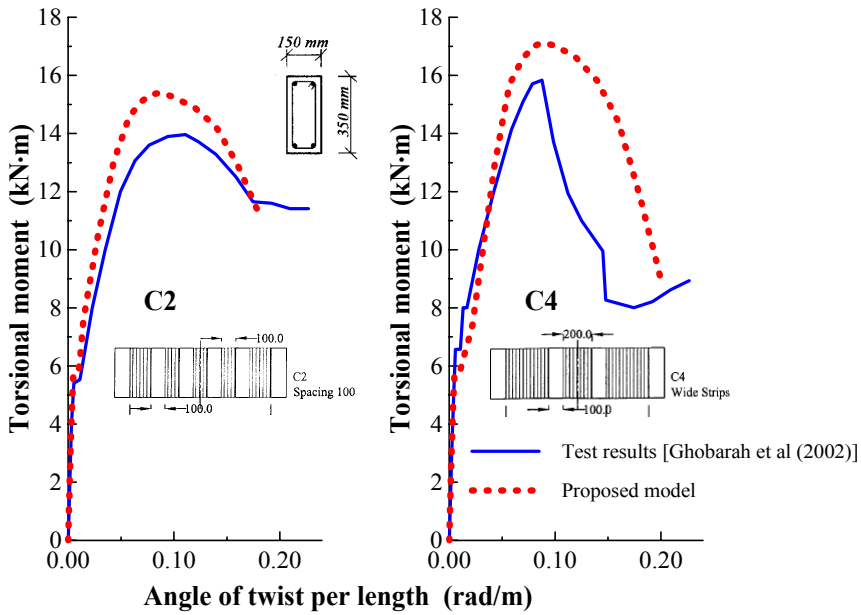 Torsional moment (kN·m)
18
16
14
12
10
8
6
4
2
0
0.00
0.10
0.20
150 mm
350 mm
C2
100.0
100.0
C2
Spacing 100
Torsional moment (kN·m)
18
16
14
12
10
8
6
4
2
0
0.00
0.10
0.20
C4
200.0
100.0
C4
Wide Strips
Test results [Ghobarah et al (2002)]
Proposed model
Angle of twist per length (rad/m)